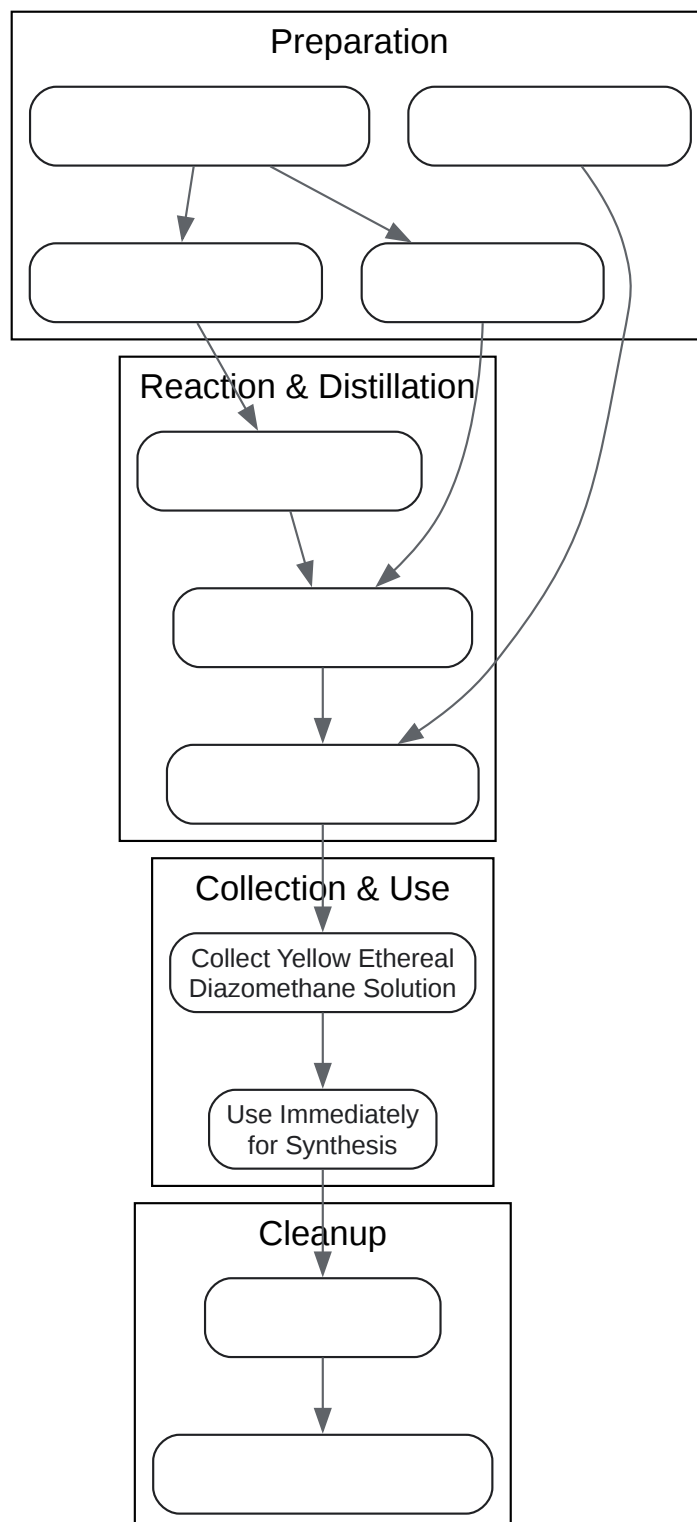 Preparation
Reaction & Distillation
Collection & Use
Collect Yellow Ethereal
Diazomethane Solution
Use Immediately
for Synthesis
Cleanup